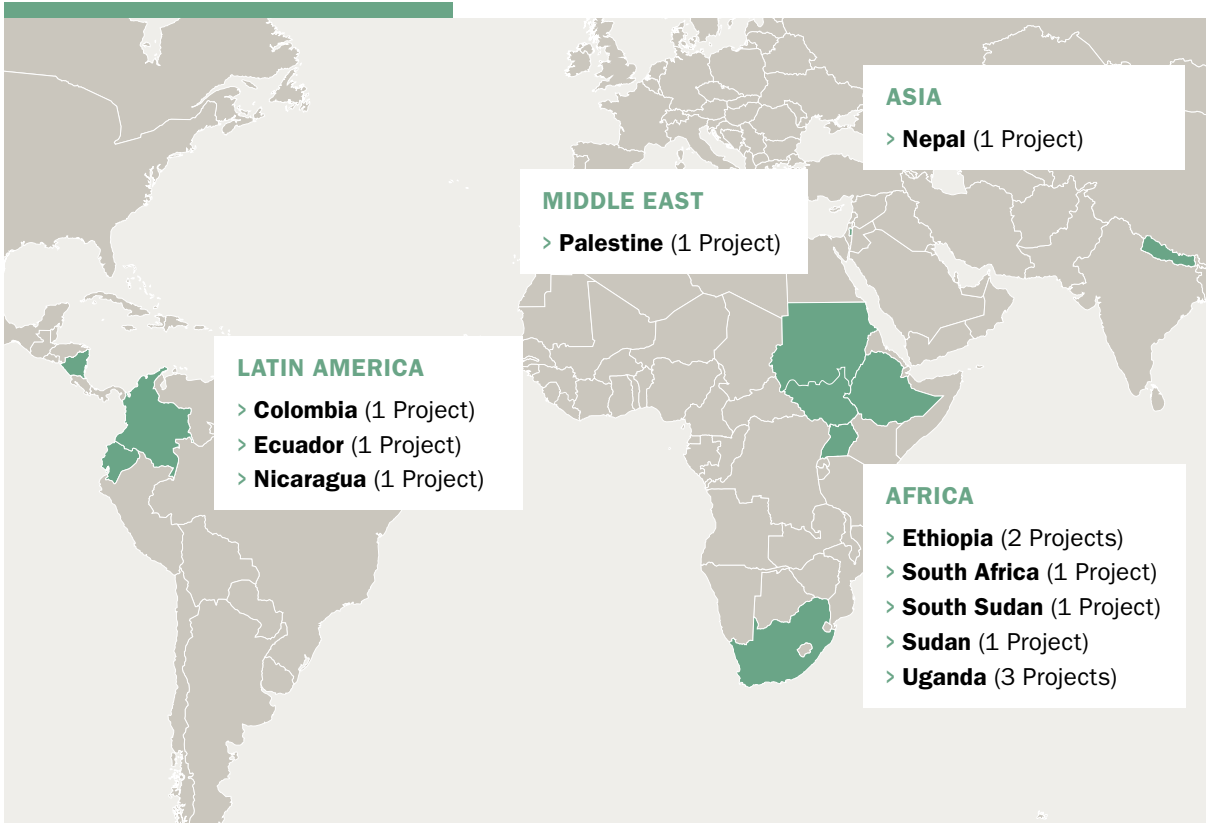 ASIA
> Nepal (1 Project)
MIDDLE EAST
> Palestine (1 Project)
LATIN AMERICA
> Colombia (1 Project)
> Ecuador (1 Project)
> Nicaragua (1 Project)
AFRICA
> Ethiopia (2 Projects)
> South Africa (1 Project)
> South Sudan (1 Project)
> Sudan (1 Project)
> Uganda (3 Projects)